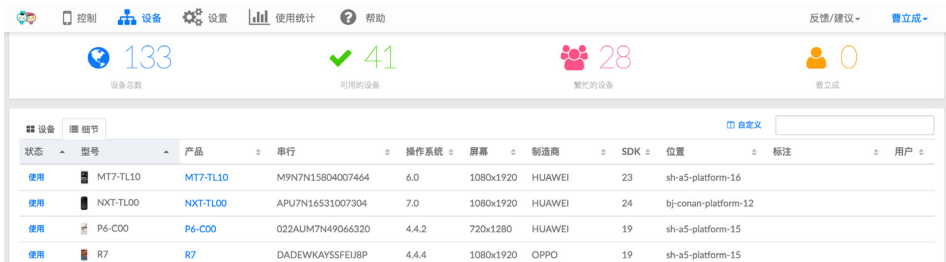 控制 设备 设置 使用统计 帮助 反馈/建议 曹立成
133 41 28 0
设备总数 可用的设备 繁忙的设备 曹立成
设备 细节 自定义
状态 型号 产品 串行 操作系统 屏幕 制造商 SDK 位置 标注 用户
使用 MT7-TL10 MT7-TL10 M9N7N15804007464 6.0 1080x1920 HUAWEI 23 sh-a5-platform-16
使用 NXT-TL00 NXT-TL00 APU7N16531007304 7.0 1080x1920 HUAWEI 24 bj-conan-platform-12
使用 P6-C00 P6-C00 022AUM7N49066320 4.4.2 720x1280 HUAWEI 19 sh-a5-platform-15
使用 R7 R7 DADEWKAYSSFEIJ8P 4.4.4 1080x1920 OPPO 19 sh-a5-platform-15